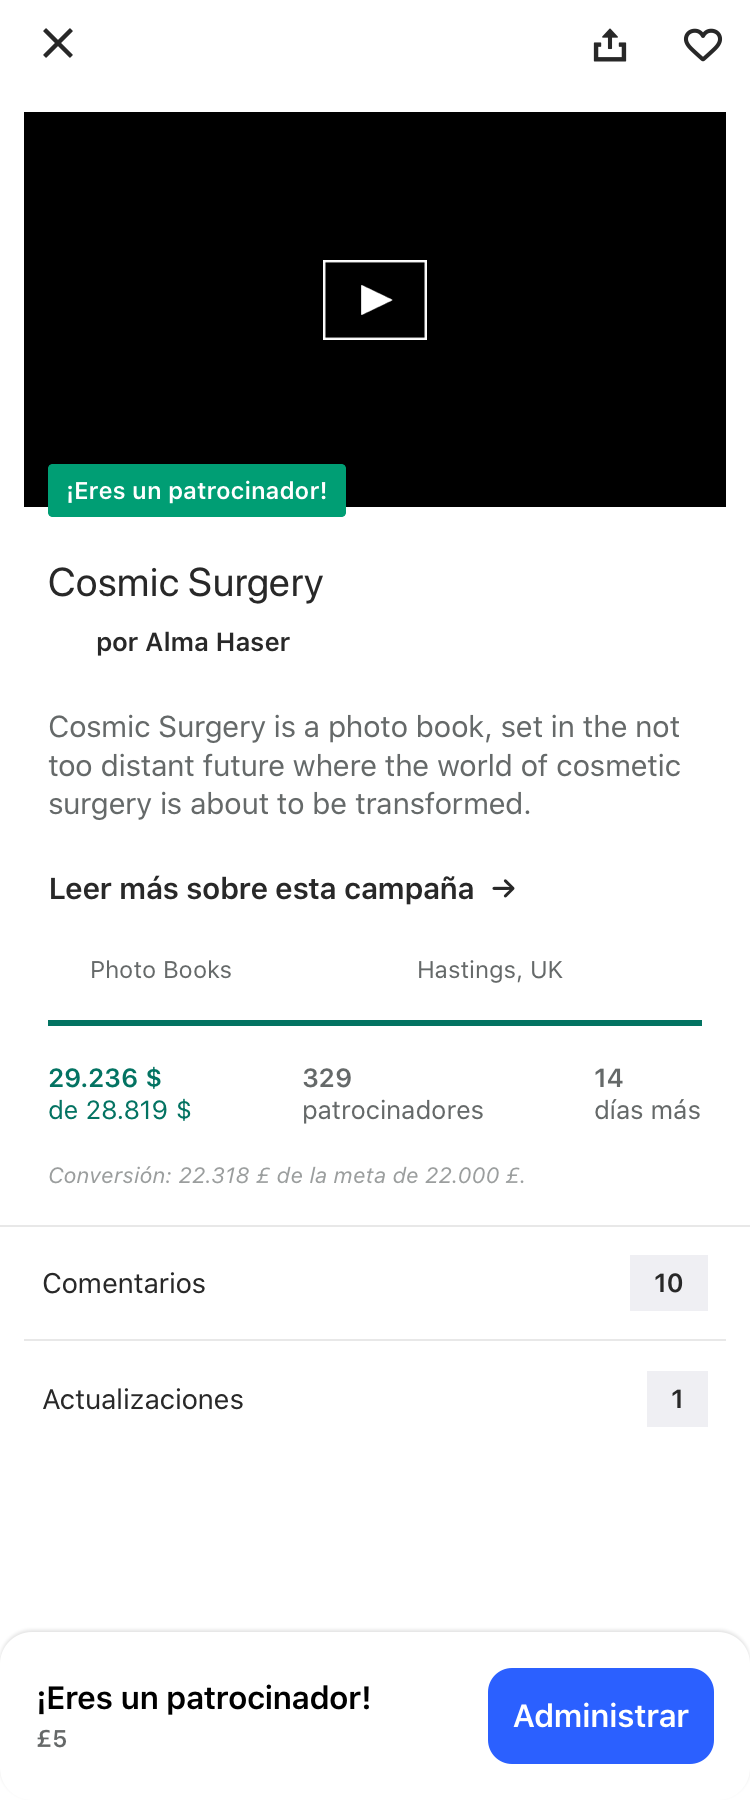 ¡Eres un patrocinador!
Cosmic Surgery
por Alma Haser
Cosmic Surgery is a photo book, set in the not
too distant future where the world of cosmetic
surgery is about to be transformed.
Leer más sobre esta campaña →
Photo Books
Hastings, UK
29.236 $
de 28.819 $
329
patrocinadores
14
días más
Conversión: 22.318 £ de la meta de 22.000 £.
Comentarios
10
Actualizaciones
1
¡Eres un patrocinador!
£5
Administrar